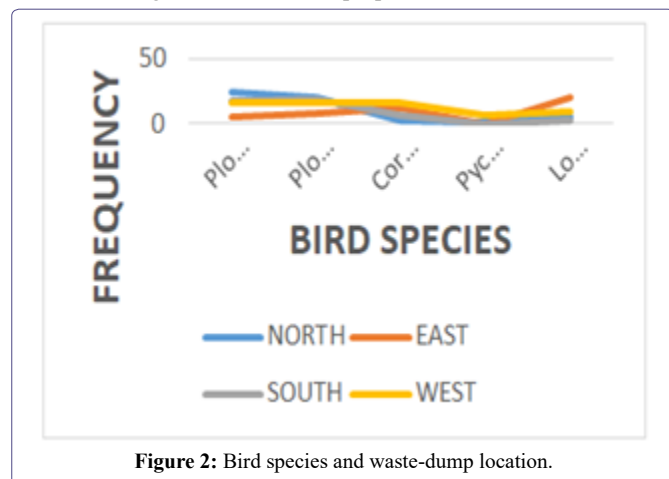 50
0
FREQUENCY
Plo...
Plo...
Cor...
Pyc...
Lo...
BIRD SPECIES
NORTH EAST
SOUTH WEST
Figure 2: Bird species and waste-dump location.